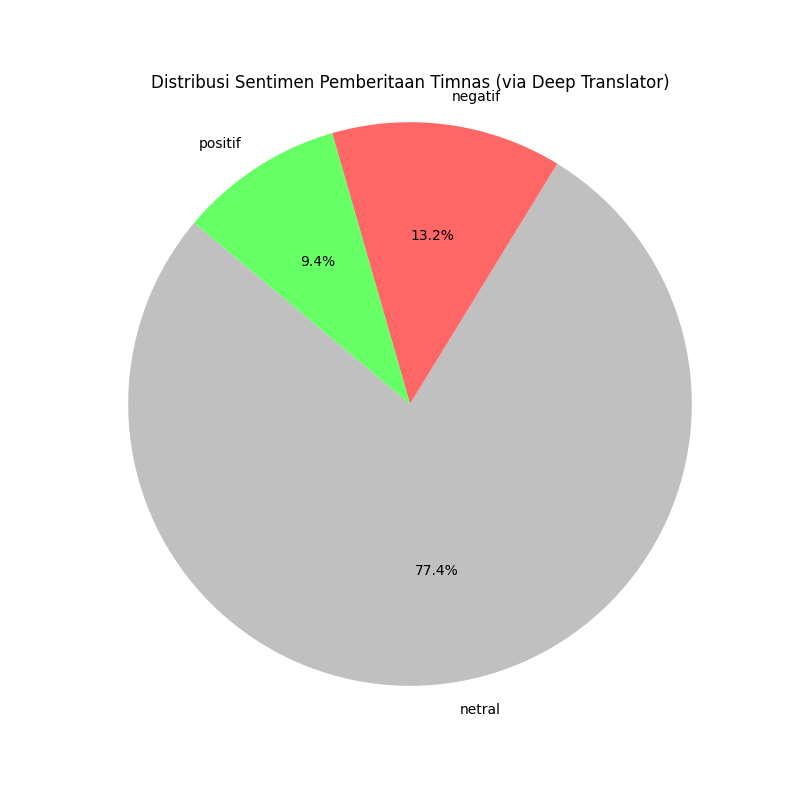 Distribusi Sentimen Pemberitaan Timnas (via Deep Translator)
negatif
positif
13.2%
9.4%
77.4%
netral